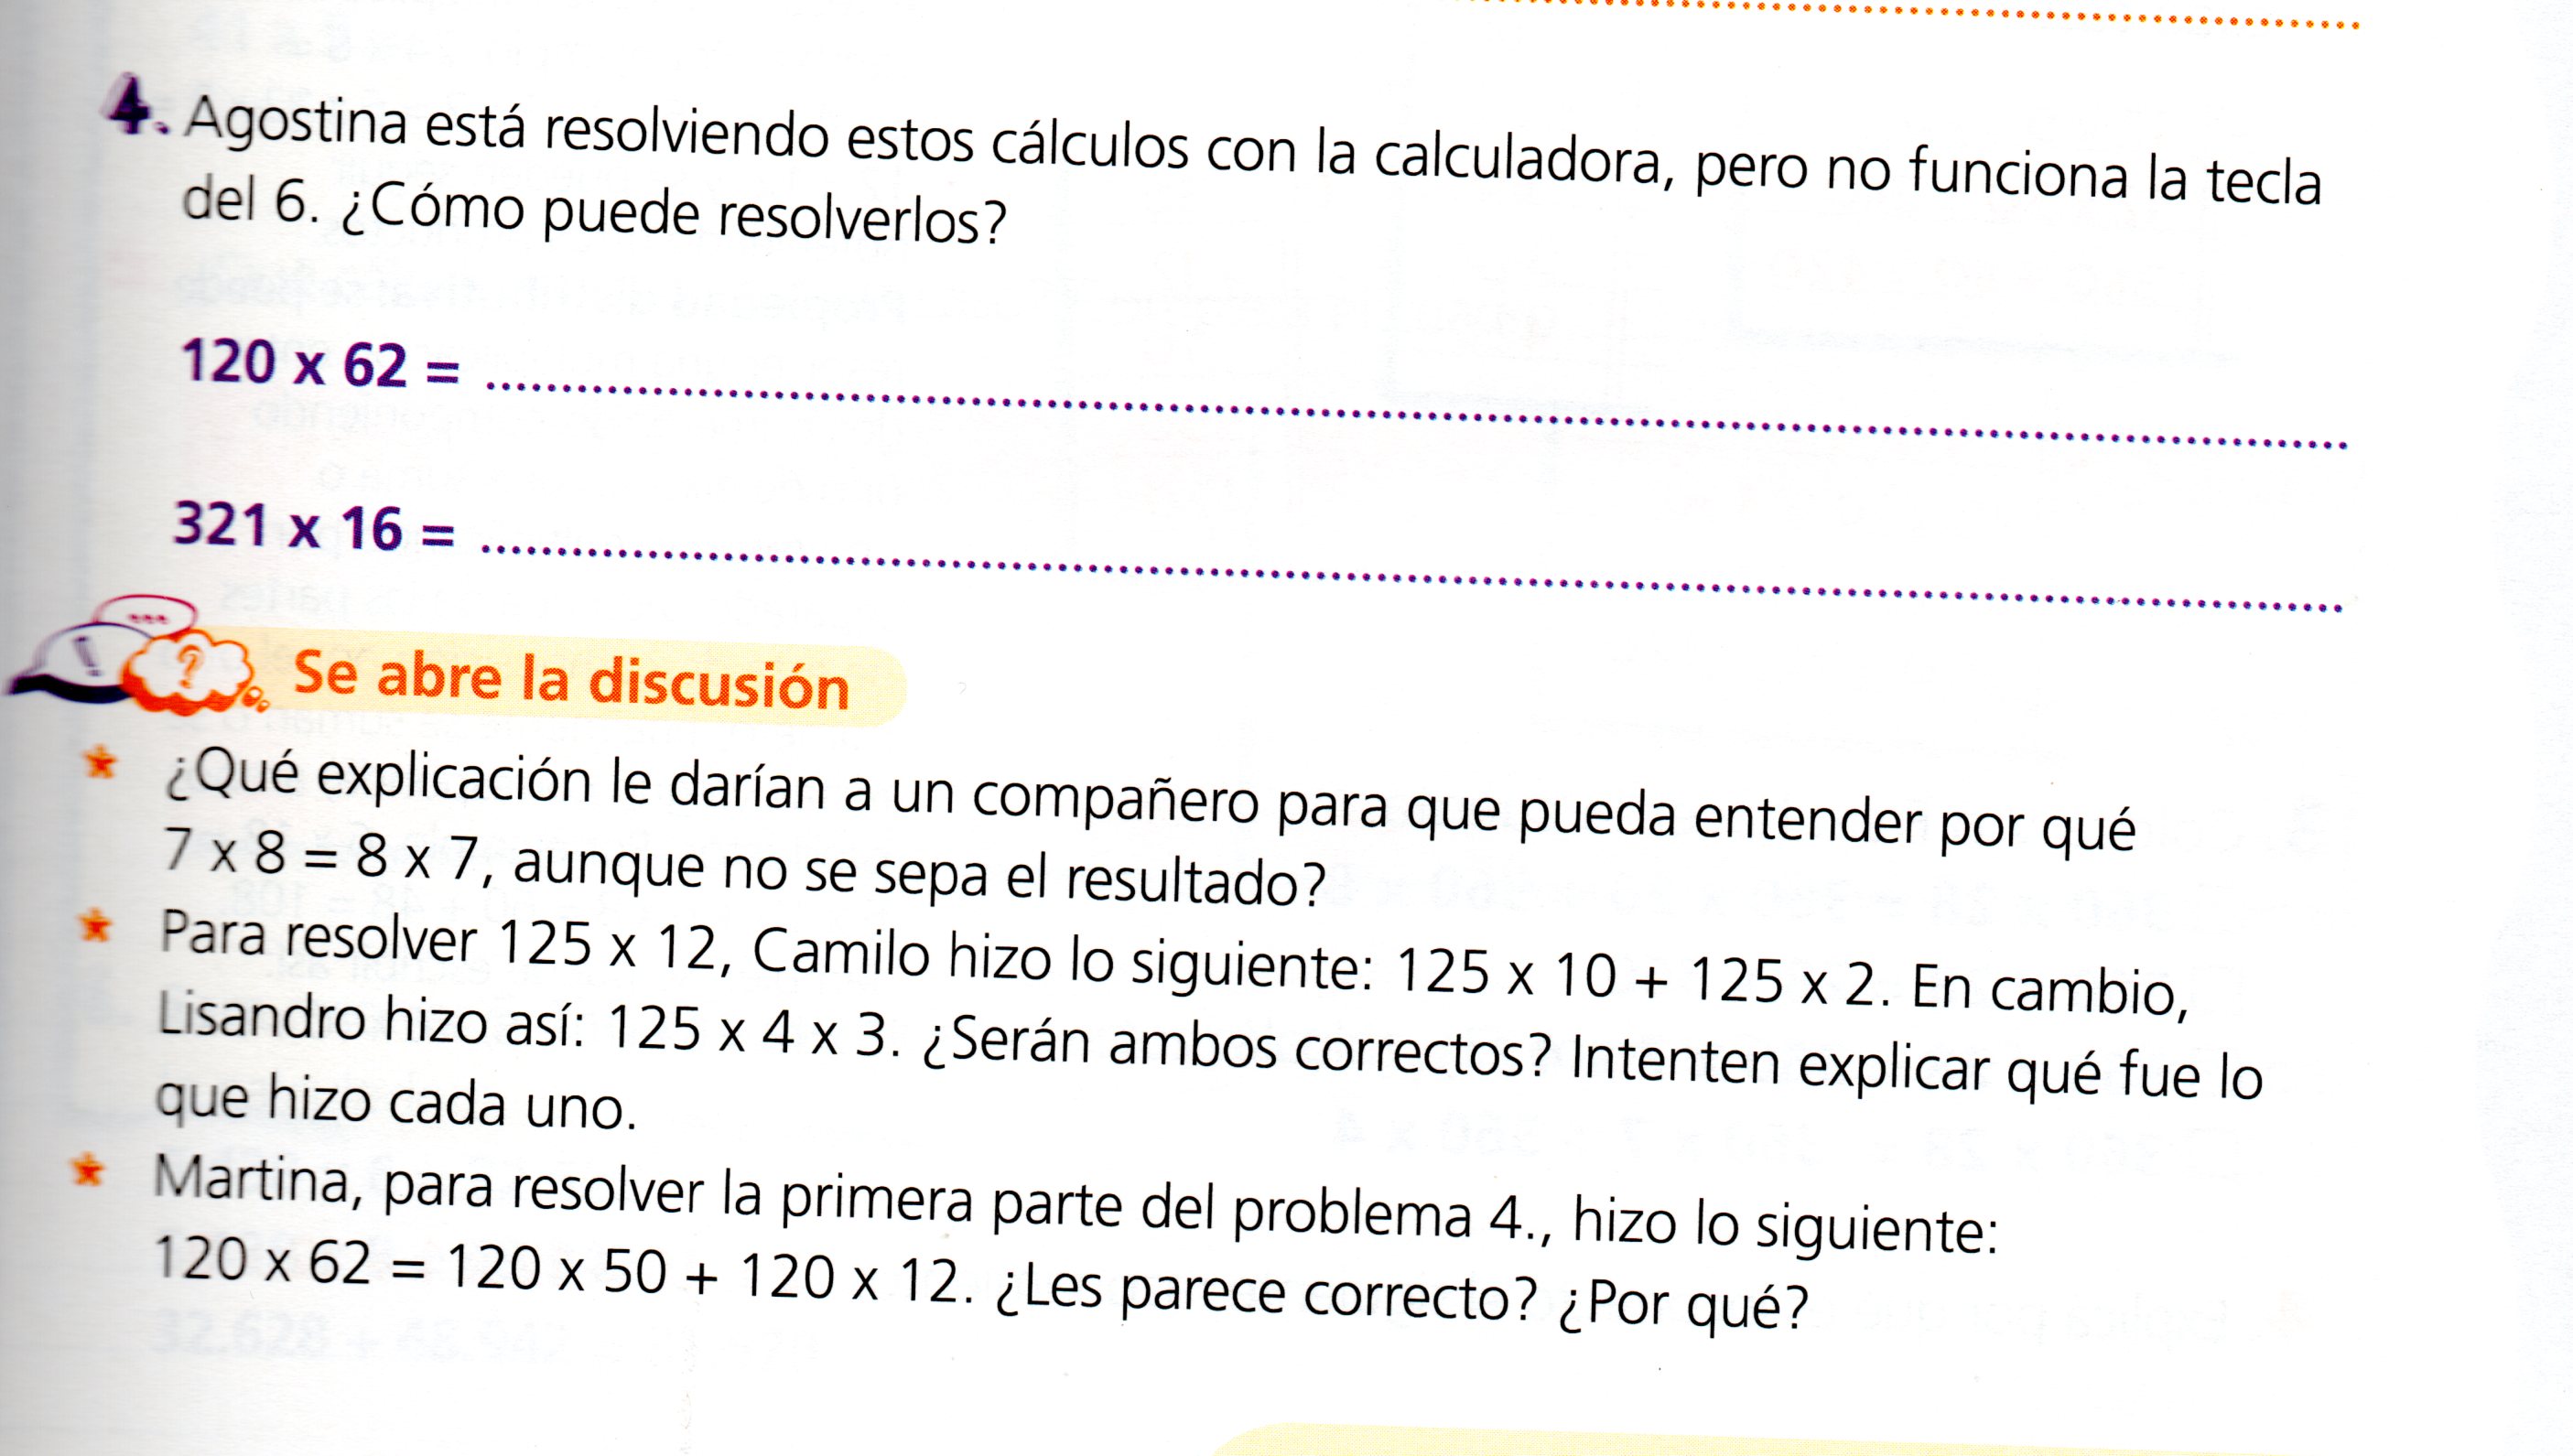 4. Agostina está resolviendo estos cálculos con la calculadora, pero no funciona la tecla
del 6. ¿Cómo puede resolverlos?
120 x 62 = ..........
321 x 16 = ..........
Se abre la discusión
* ¿Qué explicación le darían a un compañero para que pueda entender por qué
7 x 8 = 8 x 7, aunque no se sepa el resultado?
* Para resolver 125 x 12, Camilo hizo lo siguiente: 125 x 10 + 125 x 2. En cambio,
Lisandro hizo así: 125 x 4 x 3. ¿Serán ambos correctos? Intenten explicar qué fue lo
que hizo cada uno.
* Martina, para resolver la primera parte del problema 4., hizo lo siguiente:
120 x 62 = 120 x 50 + 120 x 12. ¿Les parece correcto? ¿Por qué?